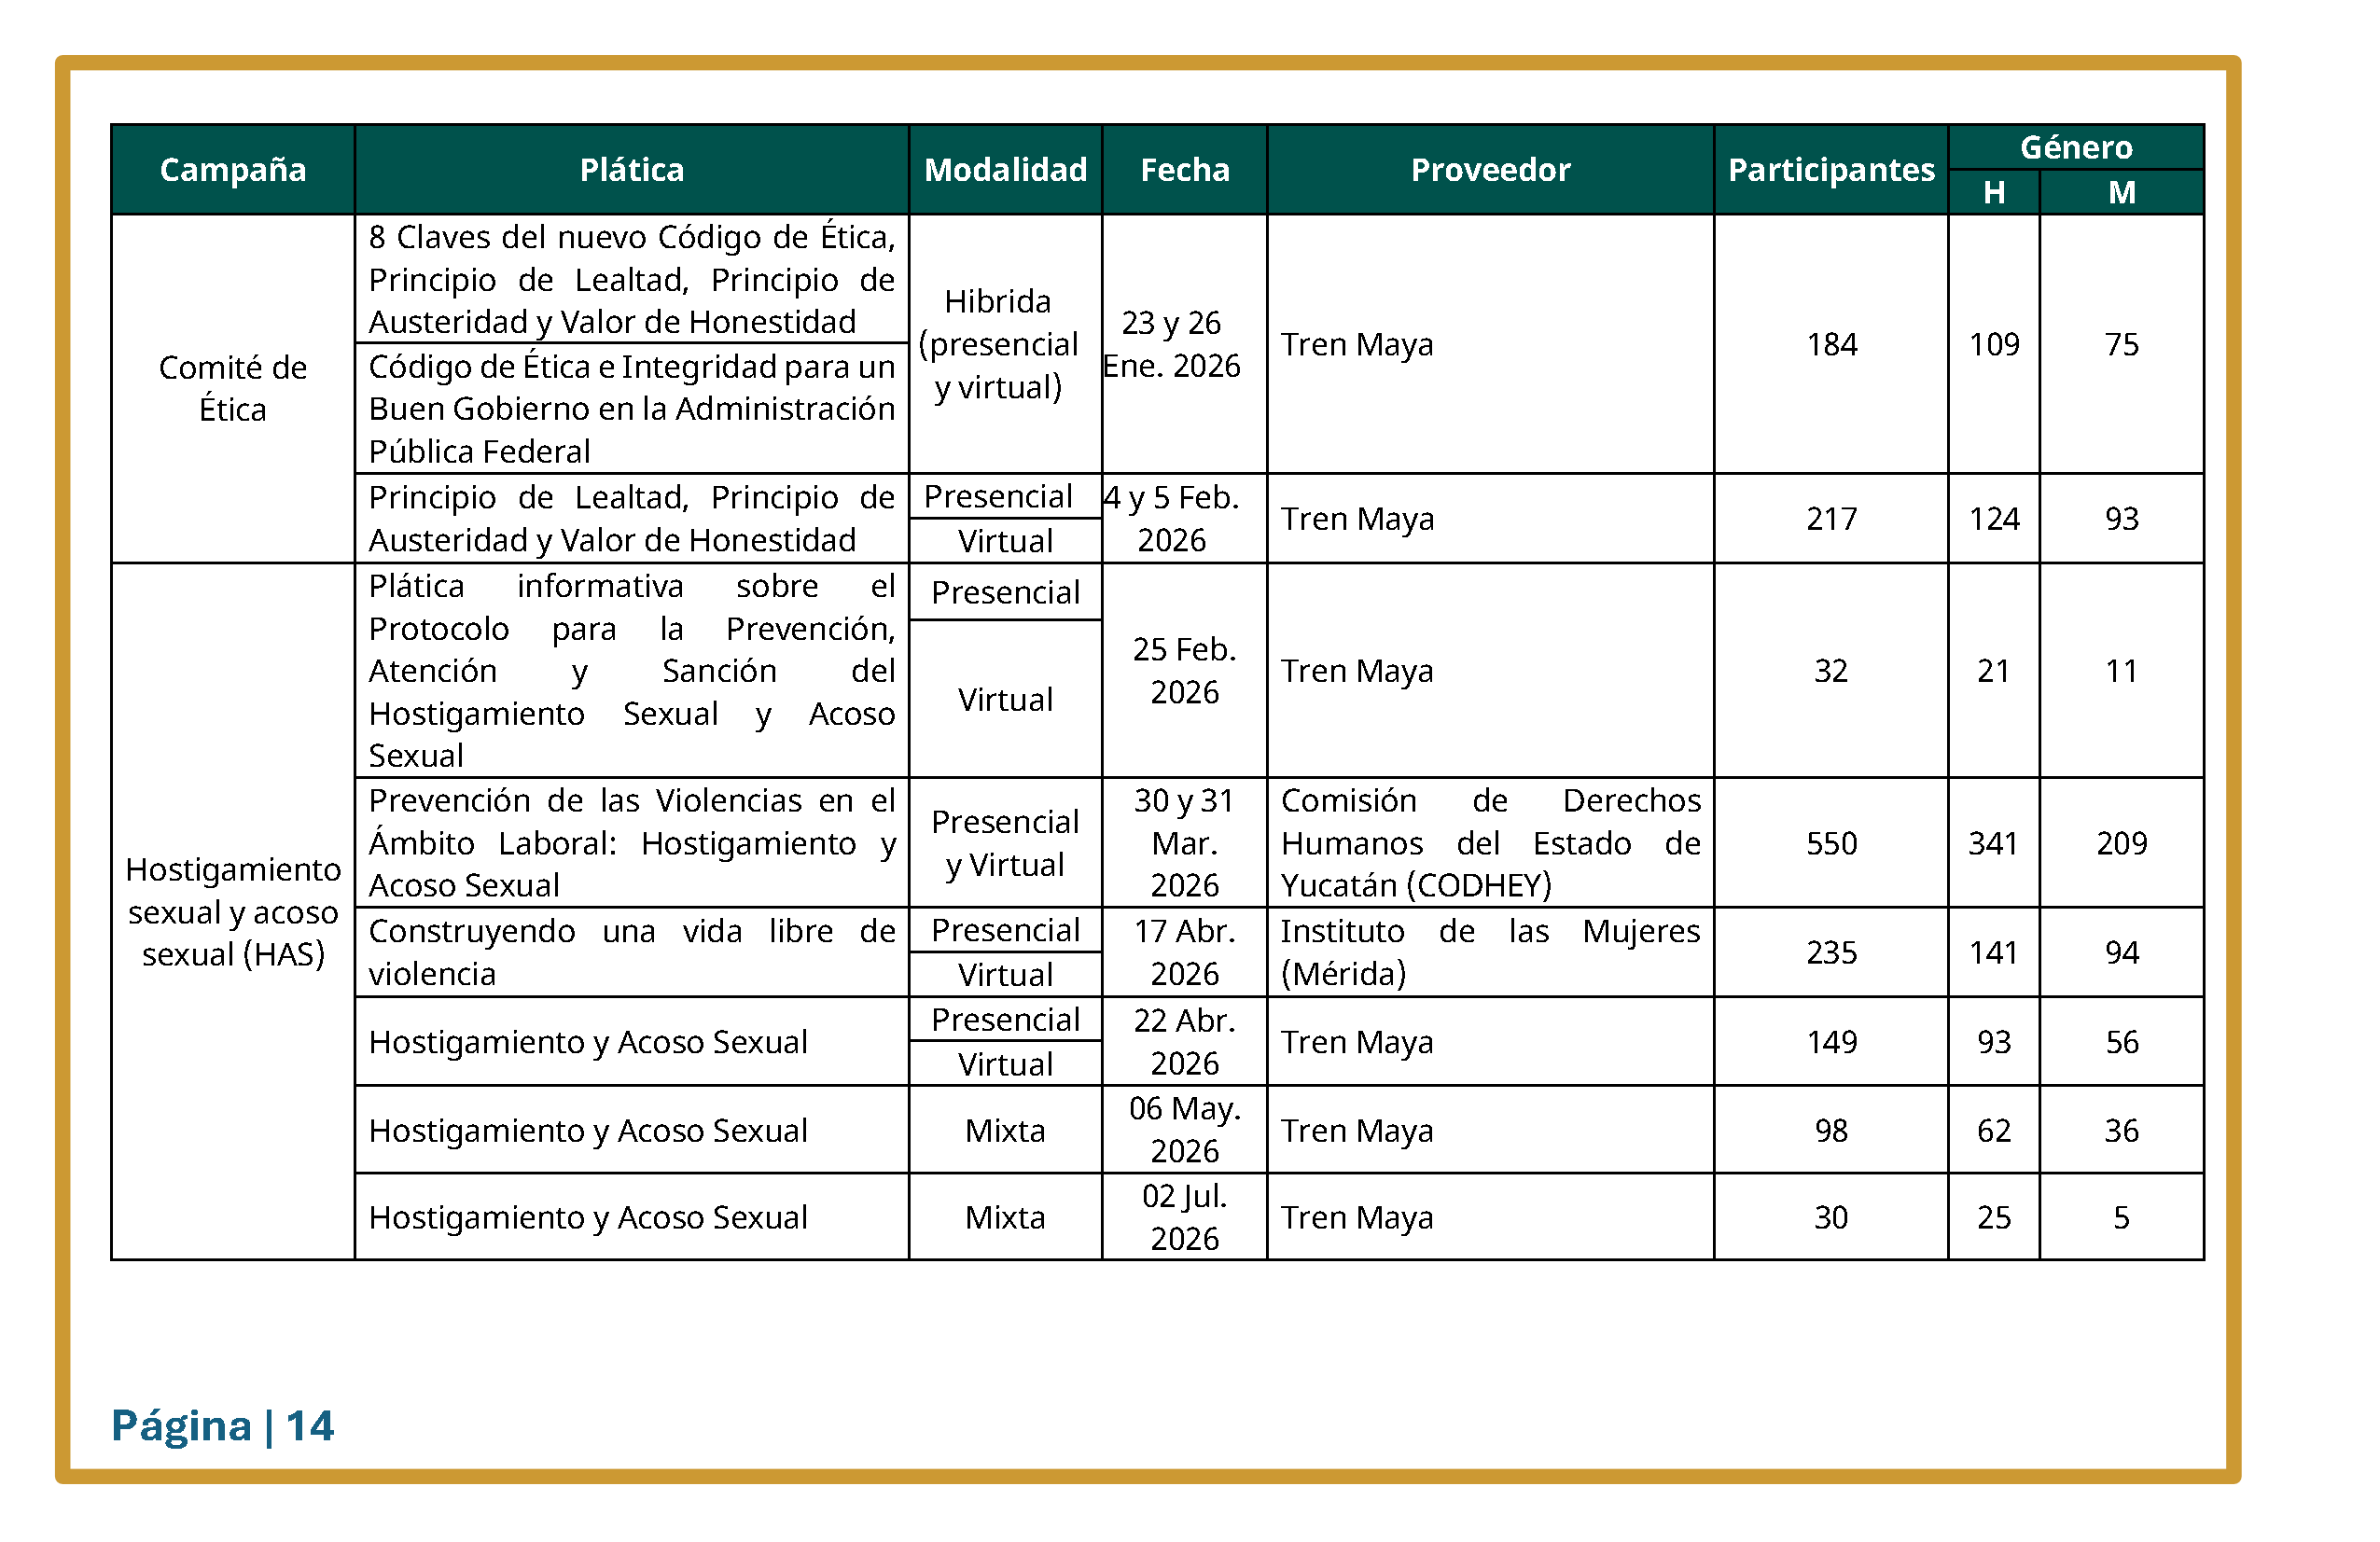 Campaña
Plática
Modalidad
Fecha
Proveedor
Participantes
Género
H
M
Comité de
Ética
8 Claves del nuevo Código de Ética,
Principio de Lealtad, Principio de
Austeridad y Valor de Honestidad
Código de Ética e Integridad para un
Buen Gobierno en la Administración
Pública Federal
Hibrida
(presencial
y virtual)
23 y 26
Ene. 2026
Tren Maya
184
109
75
Principio de Lealtad, Principio de
Austeridad y Valor de Honestidad
Presencial
Virtual
4 y 5 Feb.
2026
Tren Maya
217
124
93
Hostigamiento
sexual y acoso
sexual (HAS)
Plática informativa sobre el
Protocolo para la Prevención,
Atención y Sanción del
Hostigamiento Sexual y Acoso
Sexual
Presencial
Virtual
25 Feb.
2026
Tren Maya
32
21
11
Prevención de las Violencias en el
Ámbito Laboral: Hostigamiento y
Acoso Sexual
Presencial
y Virtual
30 y 31
Mar.
2026
Comisión de Derechos
Humanos del Estado de
Yucatán (CODHEY)
550
341
209
Construyendo una vida libre de
violencia
Presencial
Virtual
17 Abr.
2026
Instituto de las Mujeres
(Mérida)
235
141
94
Hostigamiento y Acoso Sexual
Presencial
Virtual
22 Abr.
2026
Tren Maya
149
93
56
Hostigamiento y Acoso Sexual
Mixta
06 May.
2026
Tren Maya
98
62
36
Hostigamiento y Acoso Sexual
Mixta
02 Jul.
2026
Tren Maya
30
25
5
Página | 14